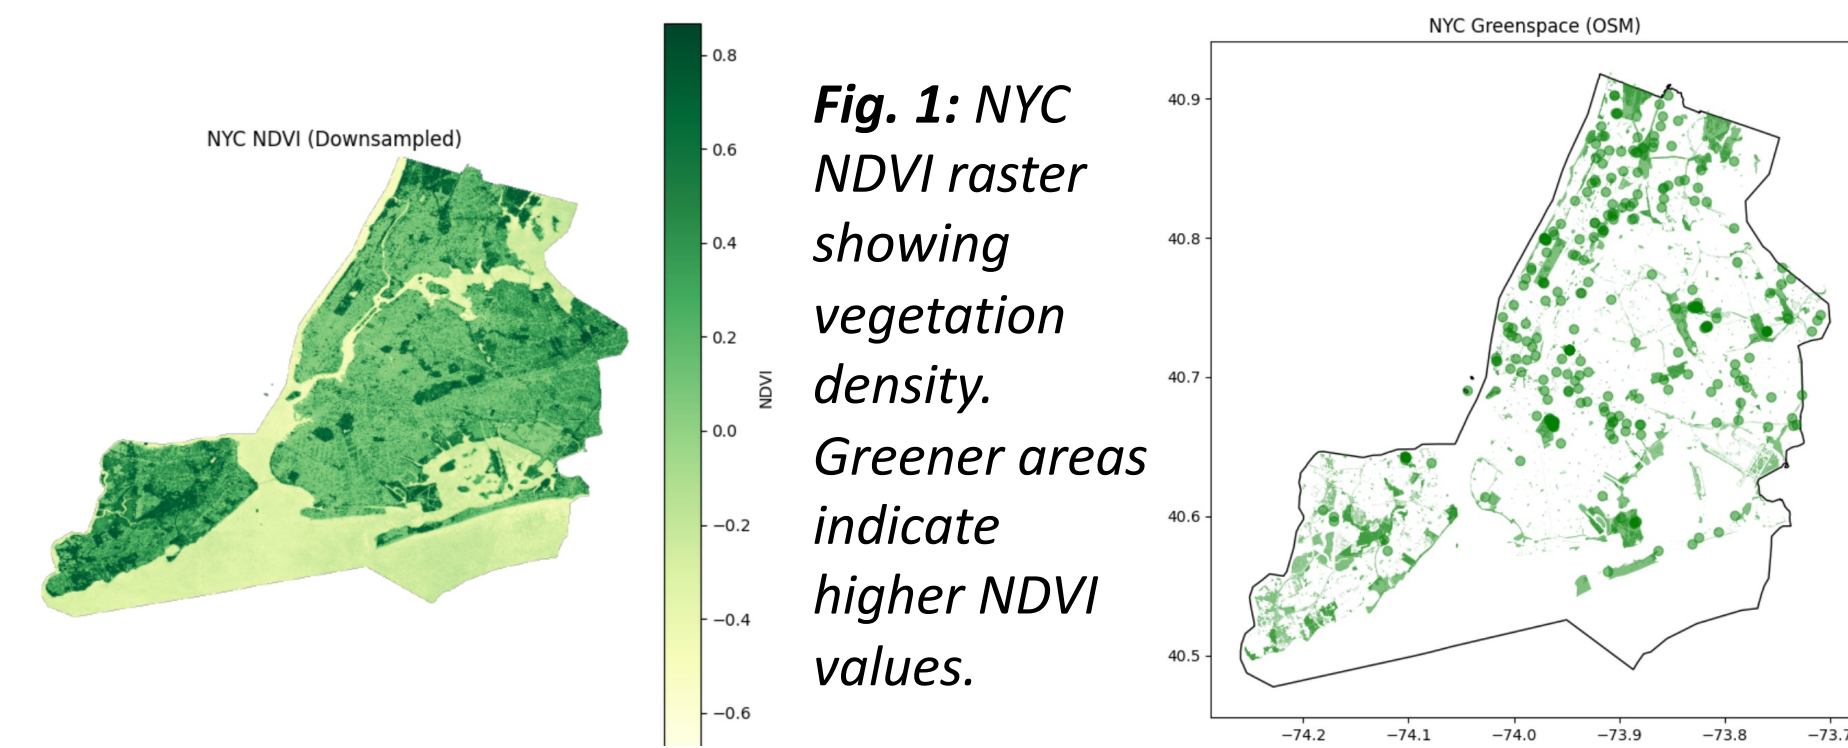 NYC NDVI (Downsampled)
0.8
0.6
0.4
0.2
0.0
−0.2
−0.4
−0.6
NDVI
Fig. 1: NYC
NDVI raster
showing
vegetation
density.
Greener areas
indicate
higher NDVI
values.
NYC Greenspace (OSM)
40.9
40.8
40.7
40.6
40.5
−74.2
−74.1
−74.0
−73.9
−73.8